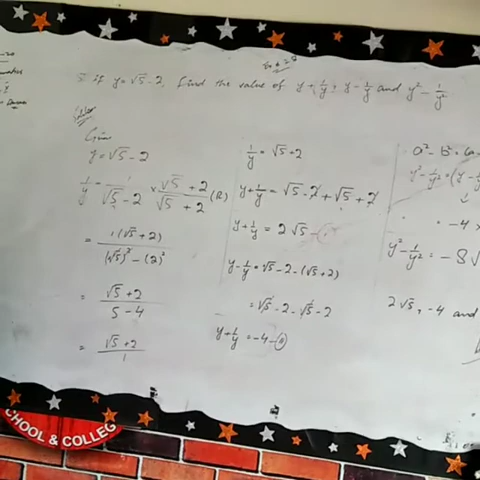 5) if y = √5 - 2, Find the value of y + 1/y, y - 1/y and y² - 1/y²
Given
y = √5 - 2
1/y = 1/(√5 - 2) × (√5 + 2)/(√5 + 2) (R)
= 1(√5 + 2)/((√5)² - (2)²)
= (√5 + 2)/(5 - 4)
= (√5 + 2)/1
1/y = √5 + 2
y + 1/y = √5 - 2 + √5 + 2
y + 1/y = 2√5
y - 1/y = √5 - 2 - (√5 + 2)
= √5 - 2 - √5 - 2
y + 1/y = -4
a² - b² =
y² - 1/y² = (y -
= -4 ×
y² - 1/y² = -8√
2√5, -4 and
HOOL & COLLEG